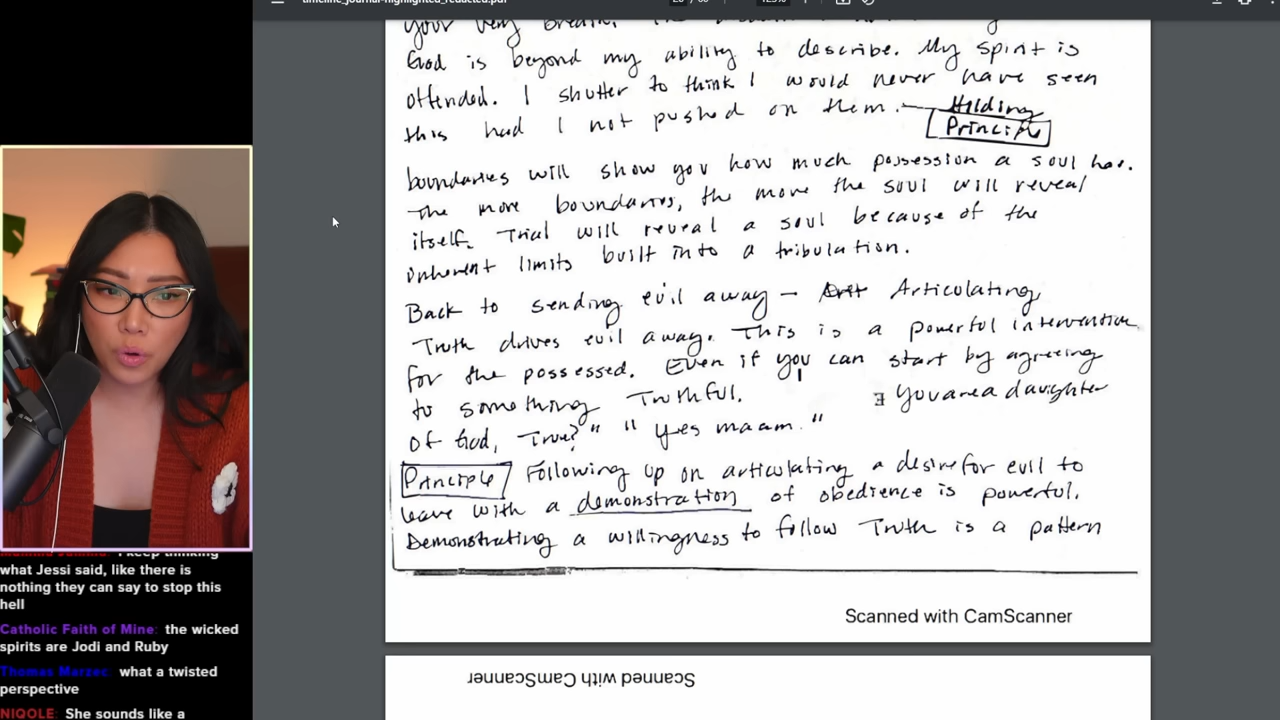 timeline_journal-highlighted_redacted.pdf
your very breath. The
God is beyond my ability to describe. My spirit is
offended. I shutter to think I would never have seen
this had I not pushed on them. — Holding
Principle
boundaries will show you how much possession a soul has.
The more boundaries, the more the soul will reveal
itself. Trial will reveal a soul because of the
inherent limits built into a tribulation.
Back to sending evil away — Articulating
Truth drives evil away. This is a powerful intervention
for the possessed. Even if you can start by agreeing
to something Truthful. You are a daughter
of God, True?" "Yes maam."
Principle Following up on articulating a desire for evil to
leave with a demonstration of obedience is powerful.
Demonstrating a willingness to follow Truth is a pattern
Scanned with CamScanner
Scanned with CamScanner
I keep thinking
what Jessi said, like there is
nothing they can say to stop this
hell
Catholic Faith of Mine: the wicked
spirits are Jodi and Ruby
Thomas Marzec: what a twisted
perspective
NIQOLE: She sounds like a